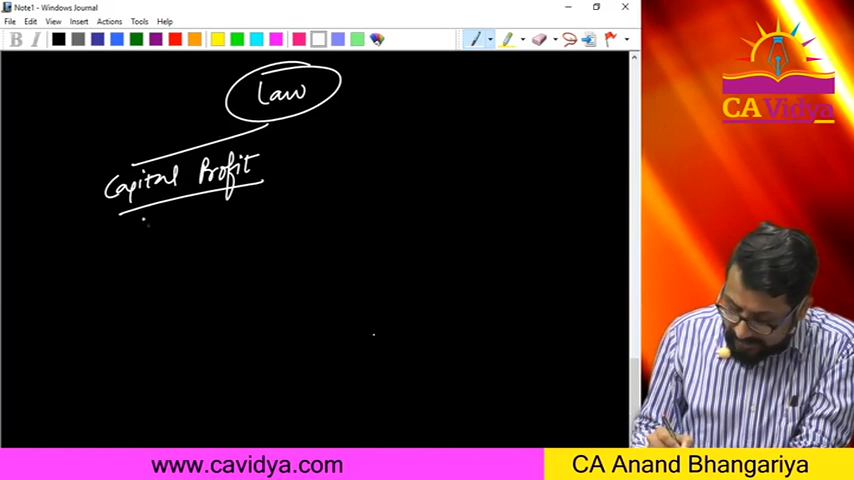 Note1 - Windows Journal
File Edit View Insert Actions Tools Help
B I
Law
Capital Profit
CA Vidya
www.cavidya.com
CA Anand Bhangariya